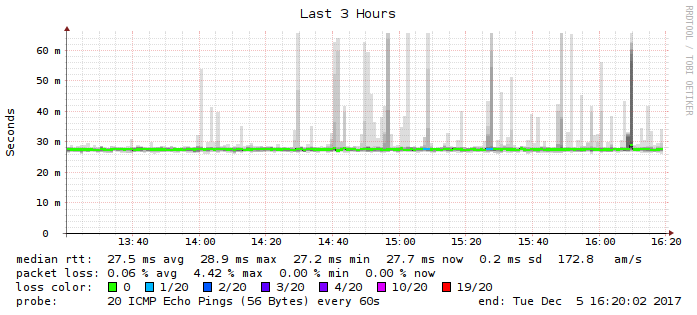 Last 3 Hours
RRDTOOL / TOBI OETIKER
Seconds
60 m
50 m
40 m
30 m
20 m
10 m
0
13:40 14:00 14:20 14:40 15:00 15:20 15:40 16:00 16:20
median rtt: 27.5 ms avg 28.9 ms max 27.2 ms min 27.7 ms now 0.2 ms sd 172.8 am/s
packet loss: 0.06 % avg 4.42 % max 0.00 % min 0.00 % now
loss color: 0 1/20 2/20 3/20 4/20 10/20 19/20
probe: 20 ICMP Echo Pings (56 Bytes) every 60s end: Tue Dec 5 16:20:02 2017